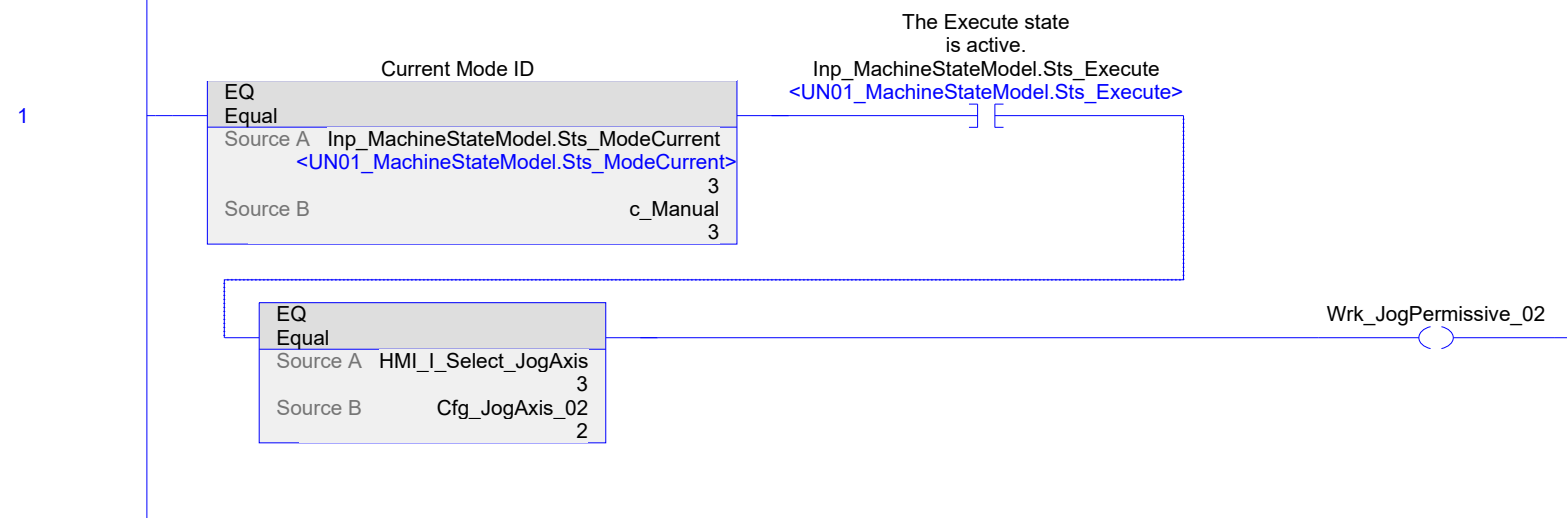 The Execute state
is active.
Current Mode ID
Inp_MachineStateModel.Sts_Execute
EQ
<UN01_MachineStateModel.Sts_Execute>
1
Equal
Source A Inp_MachineStateModel.Sts_ModeCurrent
<UN01_MachineStateModel.Sts_ModeCurrent>
3
Source B c_Manual
3
EQ
Wrk_JogPermissive_02
Equal
Source A HMI_I_Select_JogAxis
3
Source B Cfg_JogAxis_02
2